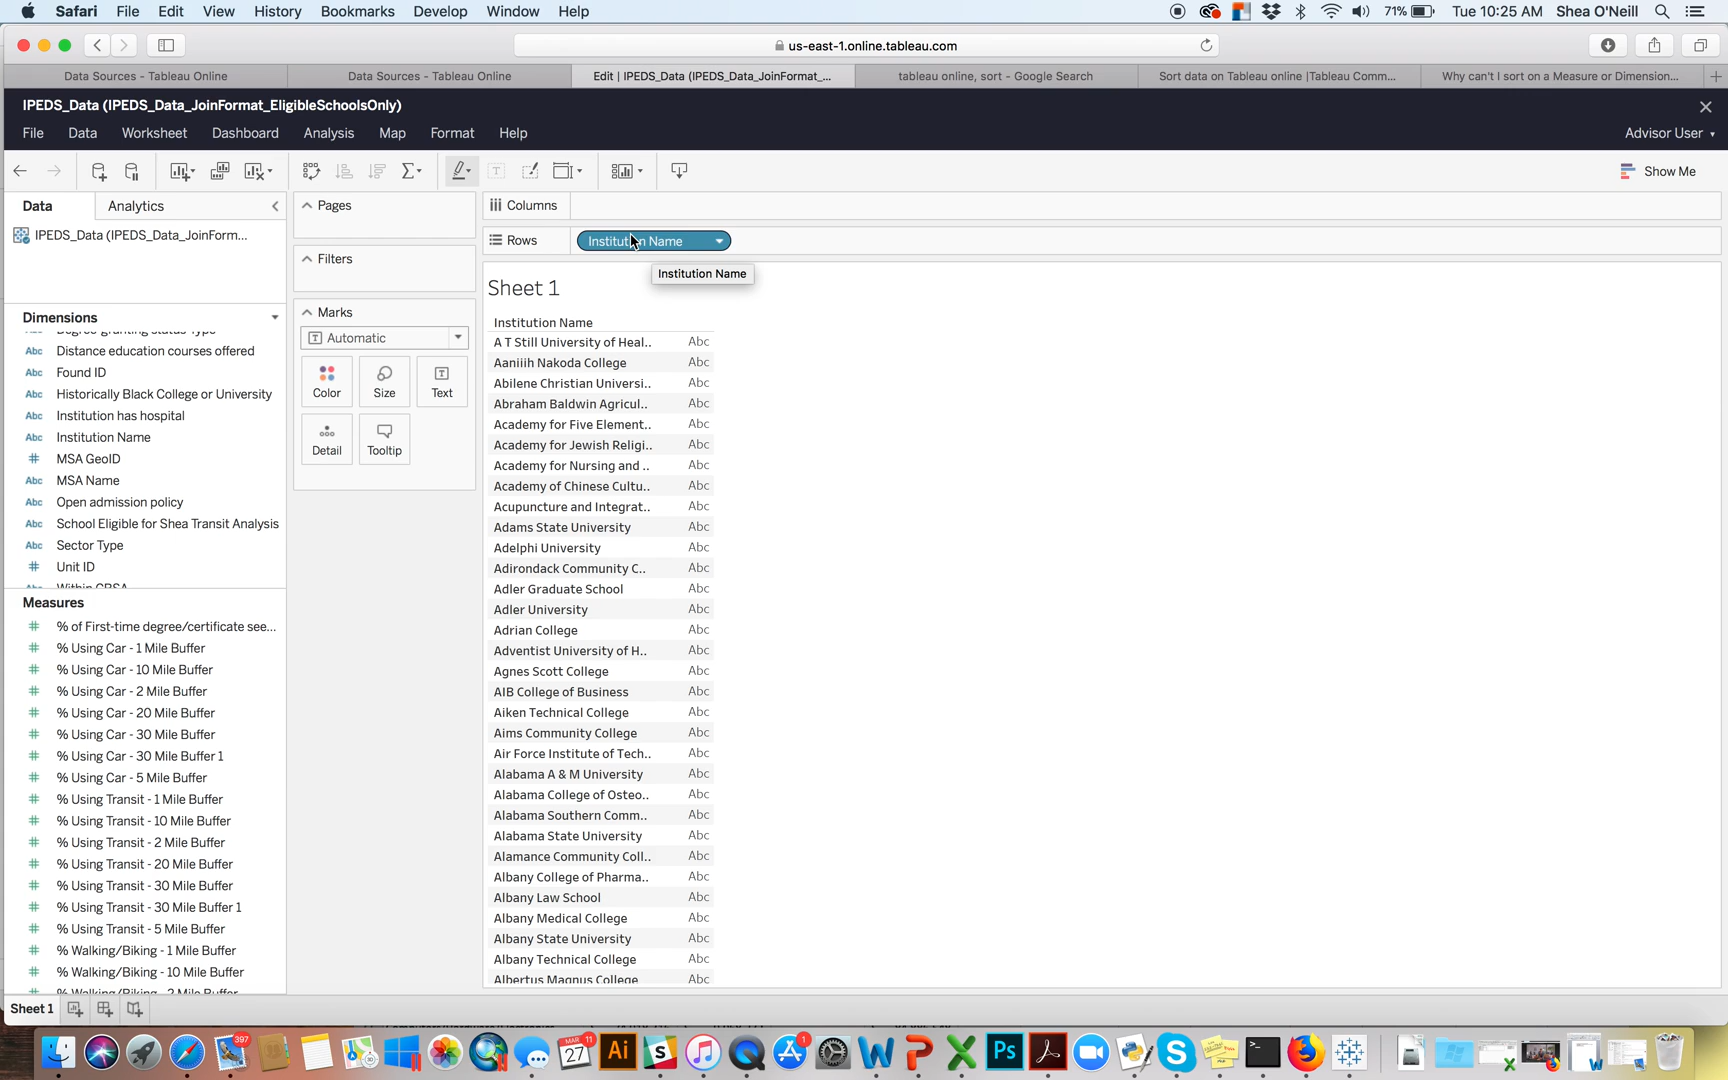 Safari File Edit View History Bookmarks Develop Window Help 71% Tue 10:25 AM Shea O'Neill
us-east-1.online.tableau.com
Data Sources - Tableau Online
Data Sources - Tableau Online
Edit | IPEDS_Data (IPEDS_Data_JoinFormat_...
tableau online, sort - Google Search
Sort data on Tableau online |Tableau Comm...
Why can't I sort on a Measure or Dimension...
IPEDS_Data (IPEDS_Data_JoinFormat_EligibleSchoolsOnly)
File Data Worksheet Dashboard Analysis Map Format Help
Advisor User
Show Me
Data
Analytics
IPEDS_Data (IPEDS_Data_JoinForm...
Dimensions
Distance education courses offered
Abc Found ID
Abc Historically Black College or University
Abc Institution has hospital
Abc Institution Name
# MSA GeoID
Abc MSA Name
Abc Open admission policy
Abc School Eligible for Shea Transit Analysis
Abc Sector Type
# Unit ID
Measures
# % of First-time degree/certificate see...
# % Using Car - 1 Mile Buffer
# % Using Car - 10 Mile Buffer
# % Using Car - 2 Mile Buffer
# % Using Car - 20 Mile Buffer
# % Using Car - 30 Mile Buffer
# % Using Car - 30 Mile Buffer 1
# % Using Car - 5 Mile Buffer
# % Using Transit - 1 Mile Buffer
# % Using Transit - 10 Mile Buffer
# % Using Transit - 2 Mile Buffer
# % Using Transit - 20 Mile Buffer
# % Using Transit - 30 Mile Buffer
# % Using Transit - 30 Mile Buffer 1
# % Using Transit - 5 Mile Buffer
# % Walking/Biking - 1 Mile Buffer
# % Walking/Biking - 10 Mile Buffer
Pages
Filters
Marks
Automatic
Color
Size
Text
Detail
Tooltip
Columns
Rows
Institution Name
Institution Name
Sheet 1
Institution Name
A T Still University of Heal.. Abc
Aaniiih Nakoda College Abc
Abilene Christian Universi.. Abc
Abraham Baldwin Agricul.. Abc
Academy for Five Element.. Abc
Academy for Jewish Religi.. Abc
Academy for Nursing and .. Abc
Academy of Chinese Cultu.. Abc
Acupuncture and Integrat.. Abc
Adams State University Abc
Adelphi University Abc
Adirondack Community C.. Abc
Adler Graduate School Abc
Adler University Abc
Adrian College Abc
Adventist University of H.. Abc
Agnes Scott College Abc
AIB College of Business Abc
Aiken Technical College Abc
Aims Community College Abc
Air Force Institute of Tech.. Abc
Alabama A & M University Abc
Alabama College of Osteo.. Abc
Alabama Southern Comm.. Abc
Alabama State University Abc
Alamance Community Coll.. Abc
Albany College of Pharma.. Abc
Albany Law School Abc
Albany Medical College Abc
Albany State University Abc
Albany Technical College Abc
Albertus Magnus College Abc
Sheet 1
397
MAR 27
11
Ai
1
Ps